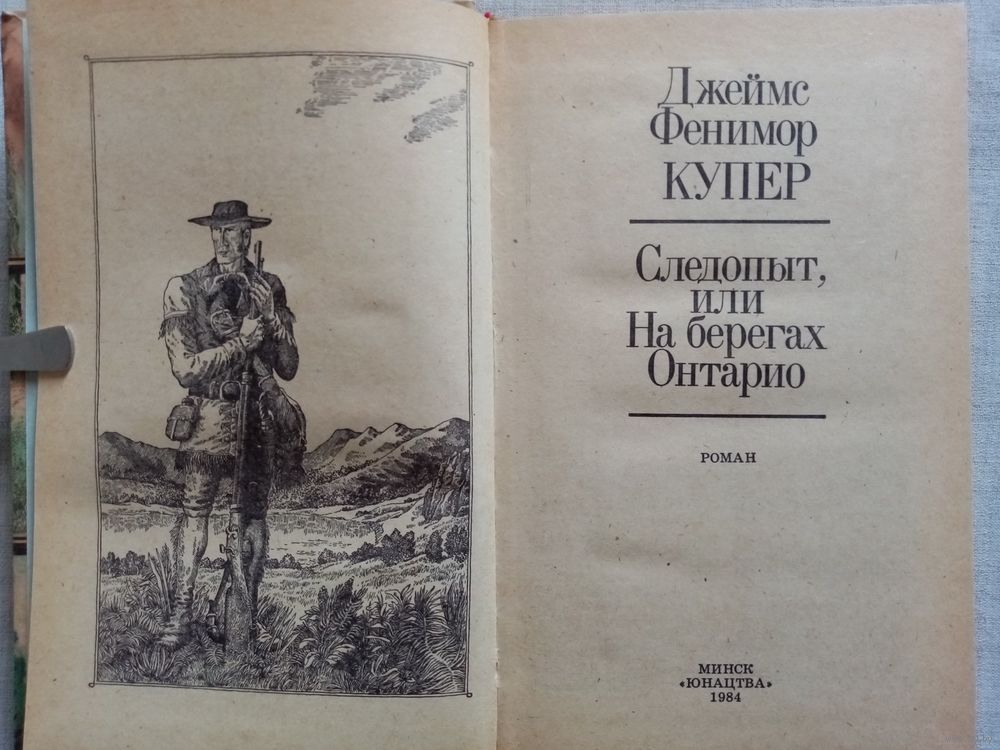 Джеймс
Фенимор
КУПЕР
Следопыт,
или
На берегах
Онтарио
РОМАН
МИНСК
«ЮНАЦТВА»
1984